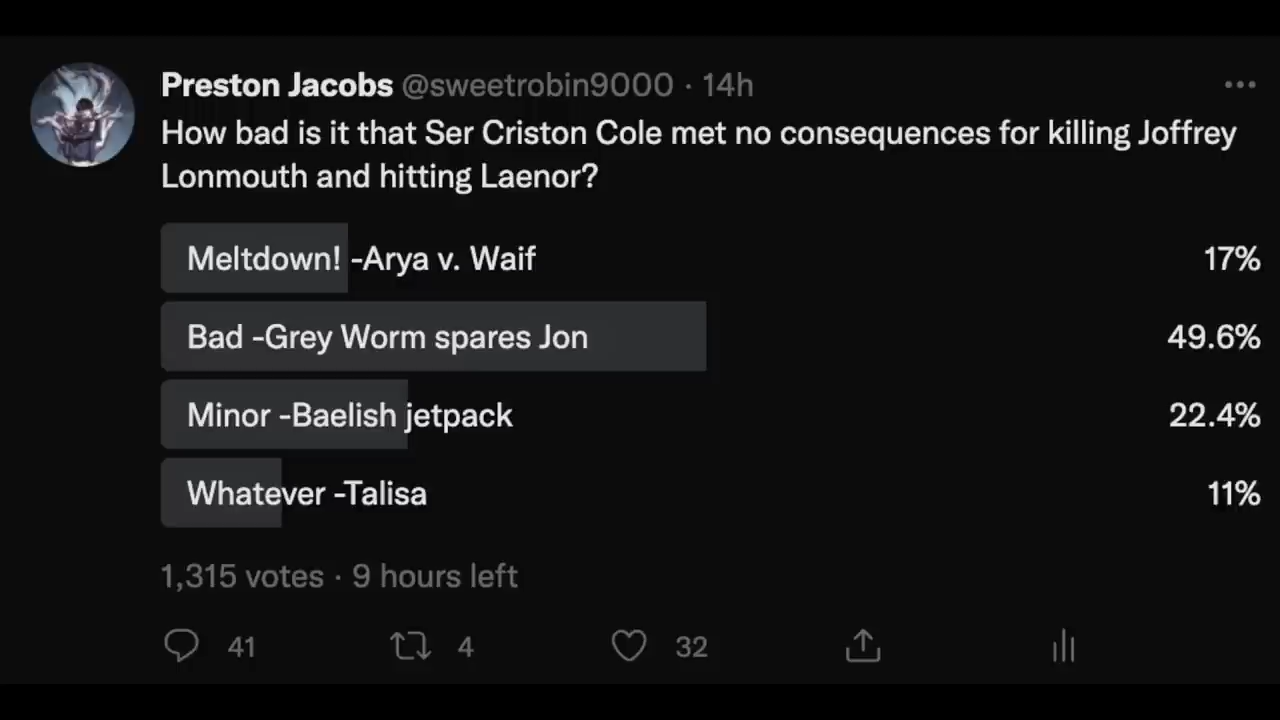 Preston Jacobs @sweetrobin9000 · 14h
How bad is it that Ser Criston Cole met no consequences for killing Joffrey
Lonmouth and hitting Laenor?
Meltdown! -Arya v. Waif 17%
Bad -Grey Worm spares Jon 49.6%
Minor -Baelish jetpack 22.4%
Whatever -Talisa 11%
1,315 votes · 9 hours left
41 4 32